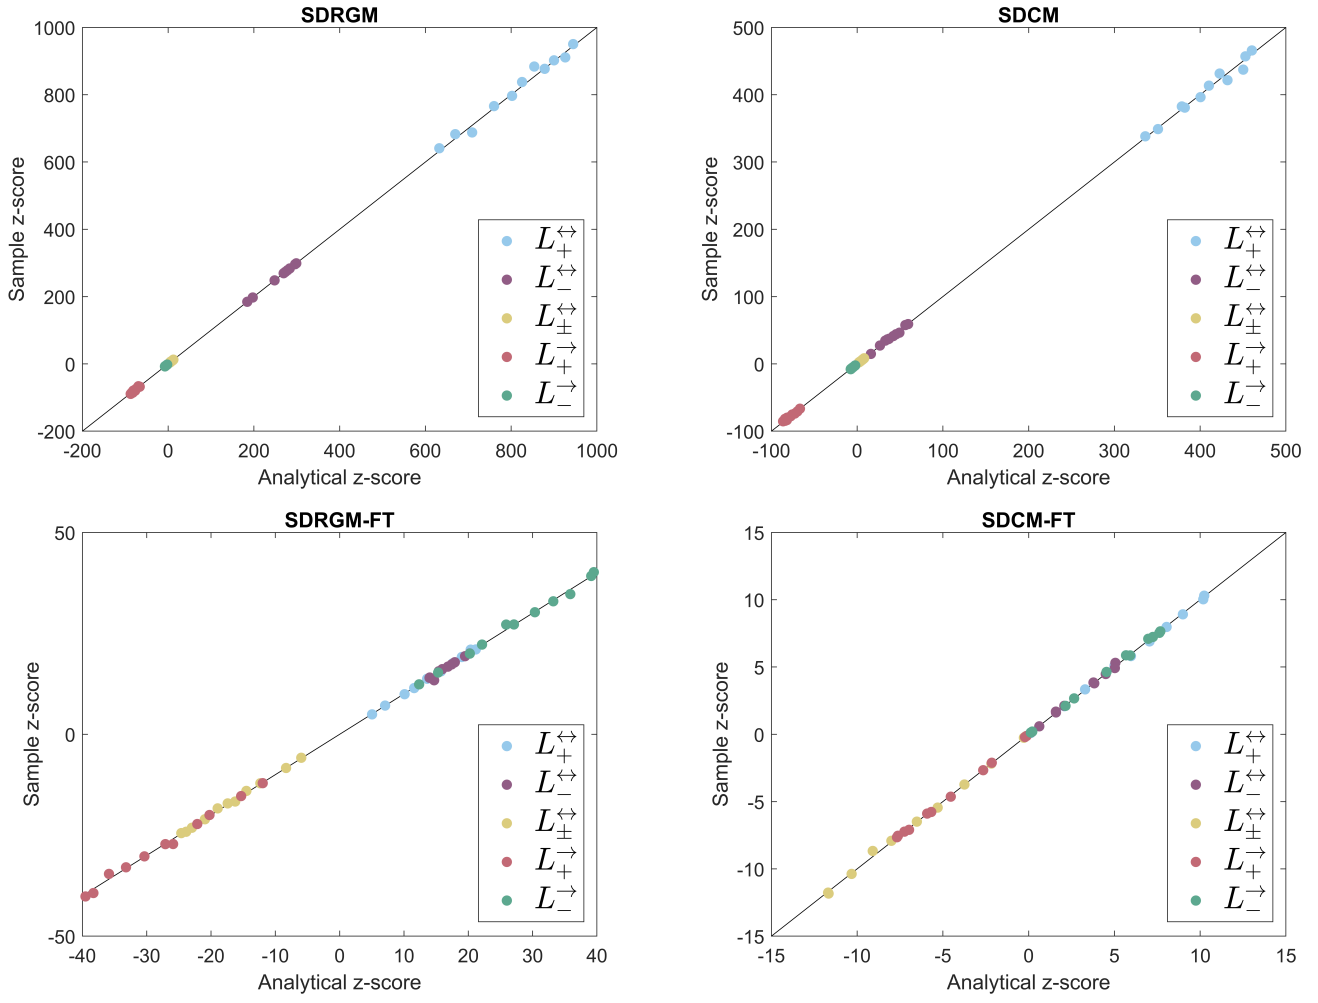 SDRGM
1000
800
600
400
200
0
-200
-200 0 200 400 600 800 1000
Sample z-score
Analytical z-score
L₊^↔
L₋^↔
L±^↔
L₊^→
L₋^→
SDCM
500
400
300
200
100
0
-100
-100 0 100 200 300 400 500
Sample z-score
Analytical z-score
L₊^↔
L₋^↔
L±^↔
L₊^→
L₋^→
SDRGM-FT
50
0
-50
-40 -30 -20 -10 0 10 20 30 40
Sample z-score
Analytical z-score
L₊^↔
L₋^↔
L±^↔
L₊^→
L₋^→
SDCM-FT
15
10
5
0
-5
-10
-15
-15 -10 -5 0 5 10 15
Sample z-score
Analytical z-score
L₊^↔
L₋^↔
L±^↔
L₊^→
L₋^→